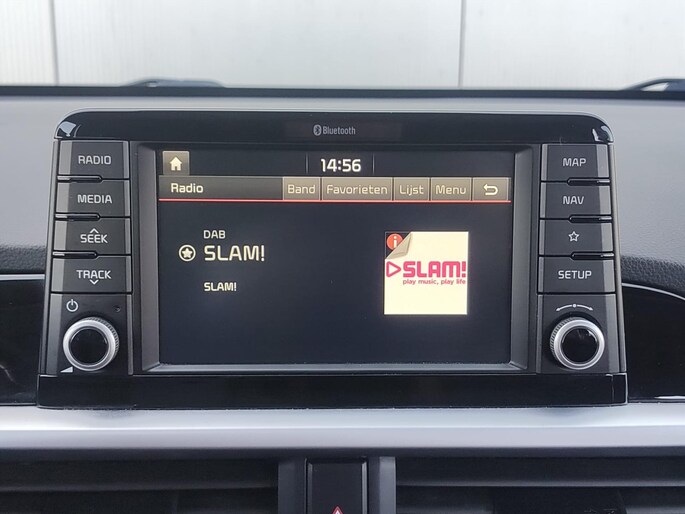 Bluetooth
RADIO
MEDIA
SEEK
TRACK
14:56
Radio Band Favorieten Lijst Menu
DAB
SLAM!
SLAM!
i
SLAM!
play music, play life
MAP
NAV
SETUP